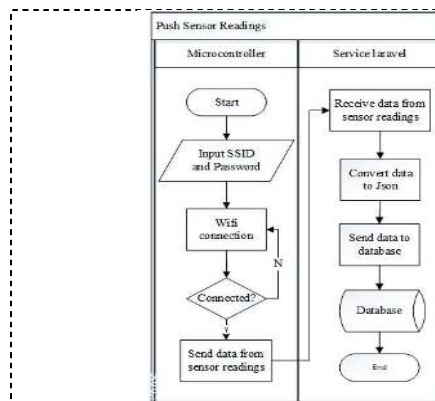 Push Sensor Readings
Microcontroller
Service laravel
Start
Input SSID
and Password
Wifi
connection
N
Connected?
Y
Send data from
sensor readings
Receive data from
sensor readings
Convert data
to Json
Send data to
database
Database
End